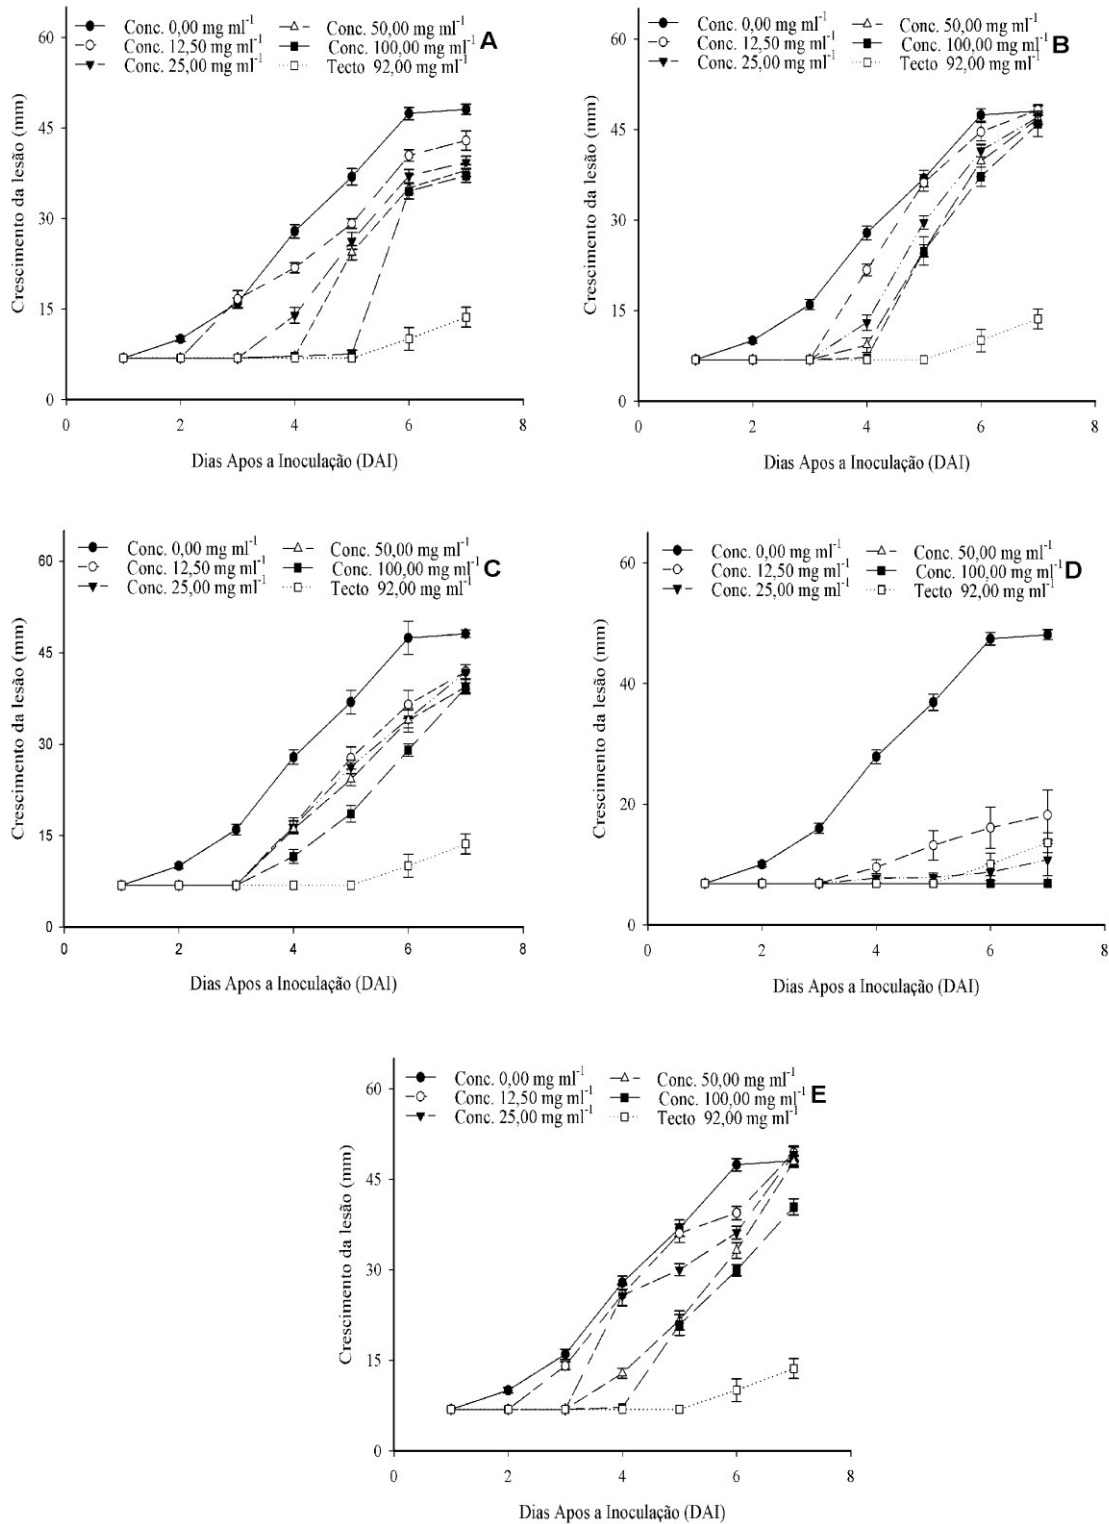 Conc. 0,00 mg ml-1 Conc. 50,00 mg ml-1
Conc. 12,50 mg ml-1 Conc. 100,00 mg ml-1 A
Conc. 25,00 mg ml-1 Tecto 92,00 mg ml-1
60
45
30
15
0
Crescimento da lesão (mm)
0 2 4 6 8
Dias Apos a Inoculação (DAI)
Conc. 0,00 mg ml-1 Conc. 50,00 mg ml-1
Conc. 12,50 mg ml-1 Conc. 100,00 mg ml-1 B
Conc. 25,00 mg ml-1 Tecto 92,00 mg ml-1
60
45
30
15
0
Crescimento da lesão (mm)
0 2 4 6 8
Dias Apos a Inoculação (DAI)
Conc. 0,00 mg ml-1 Conc. 50,00 mg ml-1
Conc. 12,50 mg ml-1 Conc. 100,00 mg ml-1 C
Conc. 25,00 mg ml-1 Tecto 92,00 mg ml-1
60
45
30
15
0
Crescimento da lesão (mm)
0 2 4 6 8
Dias Apos a Inoculação (DAI)
Conc. 0,00 mg ml-1 Conc. 50,00 mg ml-1
Conc. 12,50 mg ml-1 Conc. 100,00 mg ml-1 D
Conc. 25,00 mg ml-1 Tecto 92,00 mg ml-1
60
40
20
0
Crescimento da lesão (mm)
0 2 4 6 8
Dias Apos a Inoculação (DAI)
Conc. 0,00 mg ml-1 Conc. 50,00 mg ml-1
Conc. 12,50 mg ml-1 Conc. 100,00 mg ml-1 E
Conc. 25,00 mg ml-1 Tecto 92,00 mg ml-1
60
45
30
15
0
Crescimento da lesão (mm)
0 2 4 6 8
Dias Apos a Inoculação (DAI)